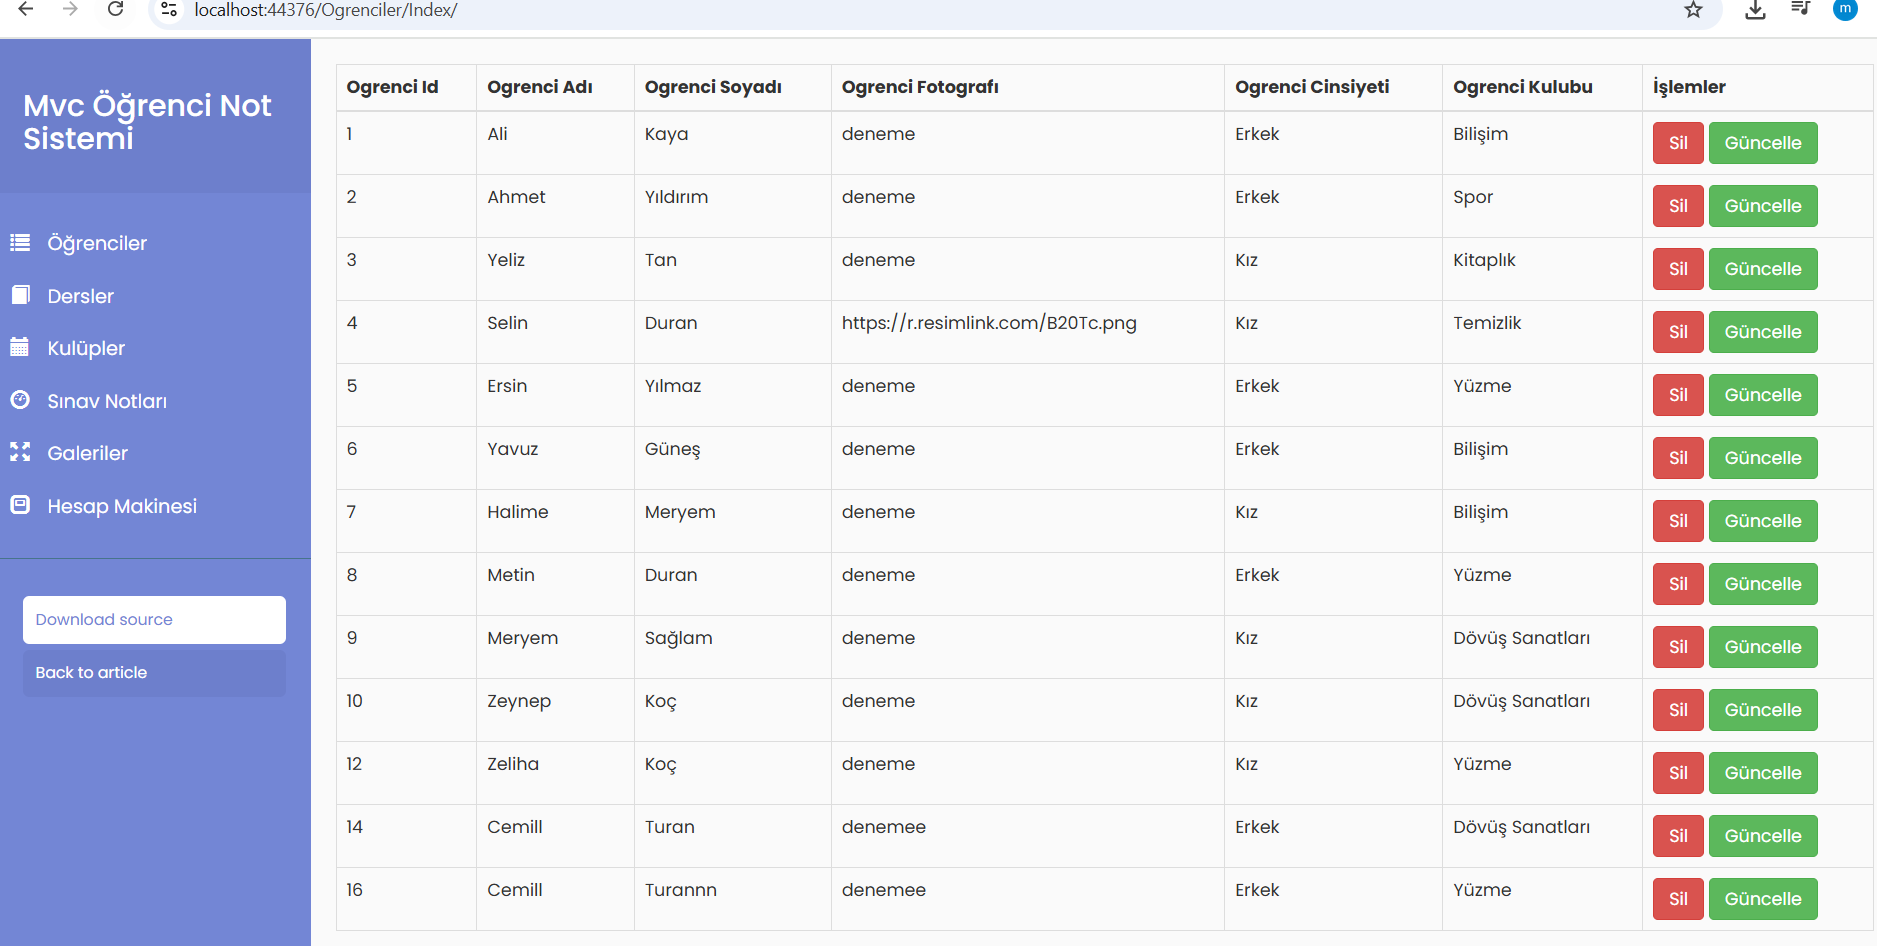 localhost:44376/Ogrenciler/Index/
m
Mvc Öğrenci Not
Sistemi
Öğrenciler
Dersler
Kulüpler
Sınav Notları
Galeriler
Hesap Makinesi
Download source
Back to article
Ogrenci Id Ogrenci Adı Ogrenci Soyadı Ogrenci Fotografı Ogrenci Cinsiyeti Ogrenci Kulubu İşlemler
1 Ali Kaya deneme Erkek Bilişim Sil Güncelle
2 Ahmet Yıldırım deneme Erkek Spor Sil Güncelle
3 Yeliz Tan deneme Kız Kitaplık Sil Güncelle
4 Selin Duran https://r.resimlink.com/B20Tc.png Kız Temizlik Sil Güncelle
5 Ersin Yılmaz deneme Erkek Yüzme Sil Güncelle
6 Yavuz Güneş deneme Erkek Bilişim Sil Güncelle
7 Halime Meryem deneme Kız Bilişim Sil Güncelle
8 Metin Duran deneme Erkek Yüzme Sil Güncelle
9 Meryem Sağlam deneme Kız Dövüş Sanatları Sil Güncelle
10 Zeynep Koç deneme Kız Dövüş Sanatları Sil Güncelle
12 Zeliha Koç deneme Kız Yüzme Sil Güncelle
14 Cemill Turan denemee Erkek Dövüş Sanatları Sil Güncelle
16 Cemill Turannn denemee Erkek Yüzme Sil Güncelle